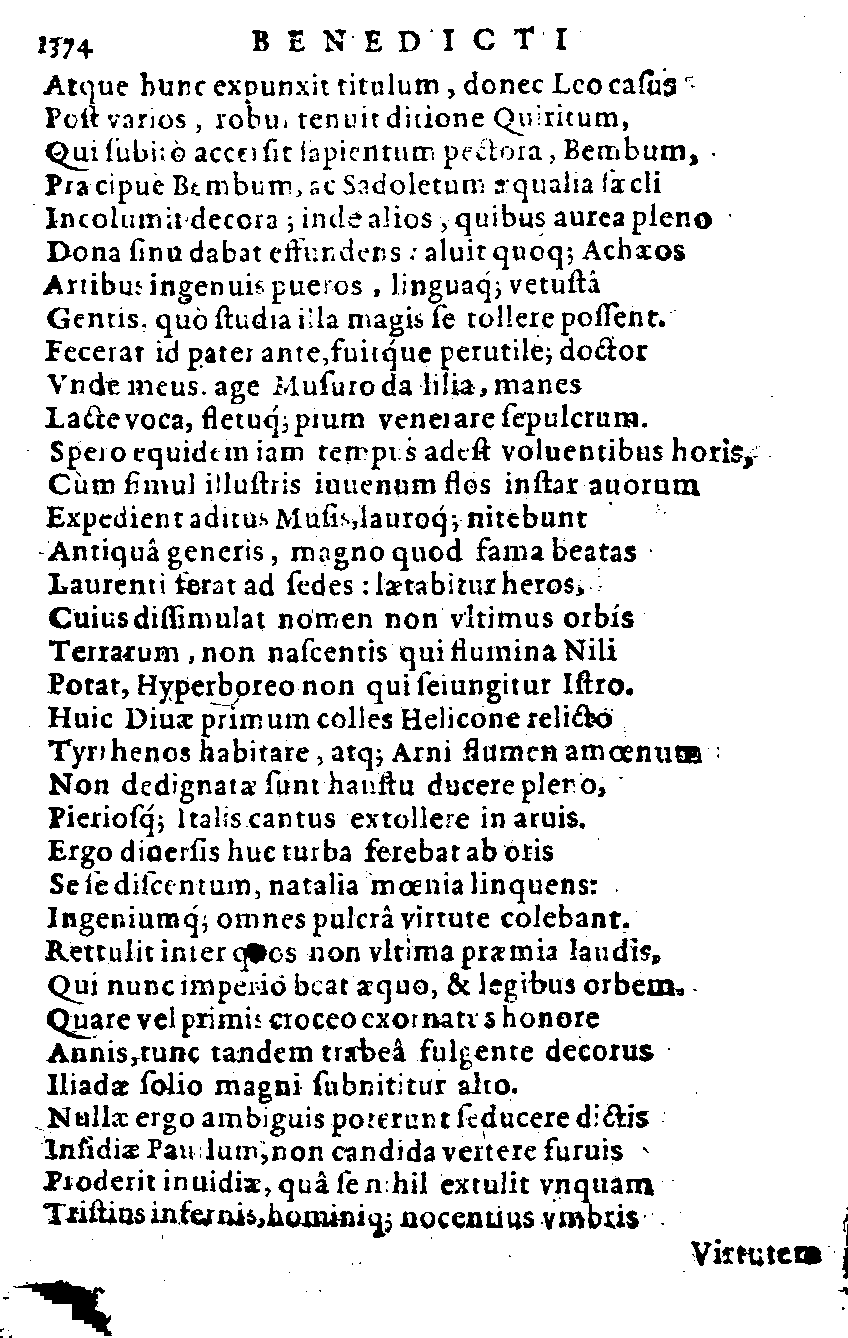 1374 BENEDICTI
Atque hunc expunxit titulum, donec Leo casus
Poſt varios, robur tenuit ditione Quiritum,
Qui ſubitò accerſit ſapientum pectora, Bembum,
Præcipuè Bembum, ac Sadoletum æqualia ſæcli
Incolumit decora; inde alios, quibus aurea pleno
Dona ſinu dabat effundens: aluit quoq; Achæos
Artibus ingenuis pueros, linguaq́; vetuſtâ
Gentis, quò ſtudia illa magis ſe tollere poſſent.
Fecerat id pater ante, fuitq́ue perutile; doctor
Vnde meus. age Muſuro da lilia, manes
Lacte voca, fletuq́; pium venerare ſepulcrum.
Spero equidem iam tempus adeſt voluentibus horis,
Cùm ſimul illuſtris iuuenum flos inſtar auorum
Expedient aditus Muſis, lauroq́; nitebunt
Antiquâ generis, magno quod fama beatas
Laurenti ferat ad ſedes: lætabitur heros,
Cuius diſſimulat nomen non vltimus orbis
Terrarum, non naſcentis qui flumina Nili
Potat, Hyperboreo non qui ſeiungitur Iſtro.
Huic Diuæ primum colles Helicone relicto
Tyrrhenos habitare, atq; Arni flumen amœnum
Non dedignatæ ſunt hauſtu ducere pleno,
Pierioſq́; Italis cantus extollere in aruis.
Ergo diuerſis huc turba ferebat ab oris
Se ſe diſcentum, natalia mœnia linquens:
Ingeniumq́; omnes pulcrâ virtute colebant.
Rettulit inter quos non vltima præmia laudis,
Qui nunc imperió beat æquo, & legibus orbem.
Quare vel primis croceo exornatus honore
Annis, tunc tandem trabeâ fulgente decorus
Iliadæ ſolio magni ſubnititur alto.
Nullæ ergo ambiguis poterunt ſeducere dictis
Inſidiæ Paulum, non candida vertere furuis
Proderit inuidiæ, quâ ſe nihil extulit vnquam
Triſtius infernis, hominiq; nocentius vmbris
Virtutem